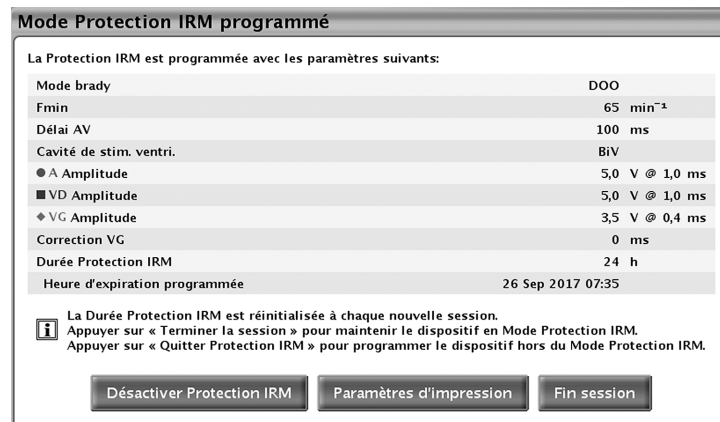 Mode Protection IRM programmé
La Protection IRM est programmée avec les paramètres suivants:
Mode brady DOO
Fmin 65 min⁻¹
Délai AV 100 ms
Cavité de stim. ventri. BiV
A Amplitude 5,0 V @ 1,0 ms
VD Amplitude 5,0 V @ 1,0 ms
VG Amplitude 3,5 V @ 0,4 ms
Correction VG 0 ms
Durée Protection IRM 24 h
Heure d'expiration programmée 26 Sep 2017 07:35
La Durée Protection IRM est réinitialisée à chaque nouvelle session.
Appuyer sur « Terminer la session » pour maintenir le dispositif en Mode Protection IRM.
Appuyer sur « Quitter Protection IRM » pour programmer le dispositif hors du Mode Protection IRM.
Désactiver Protection IRM Paramètres d'impression Fin session